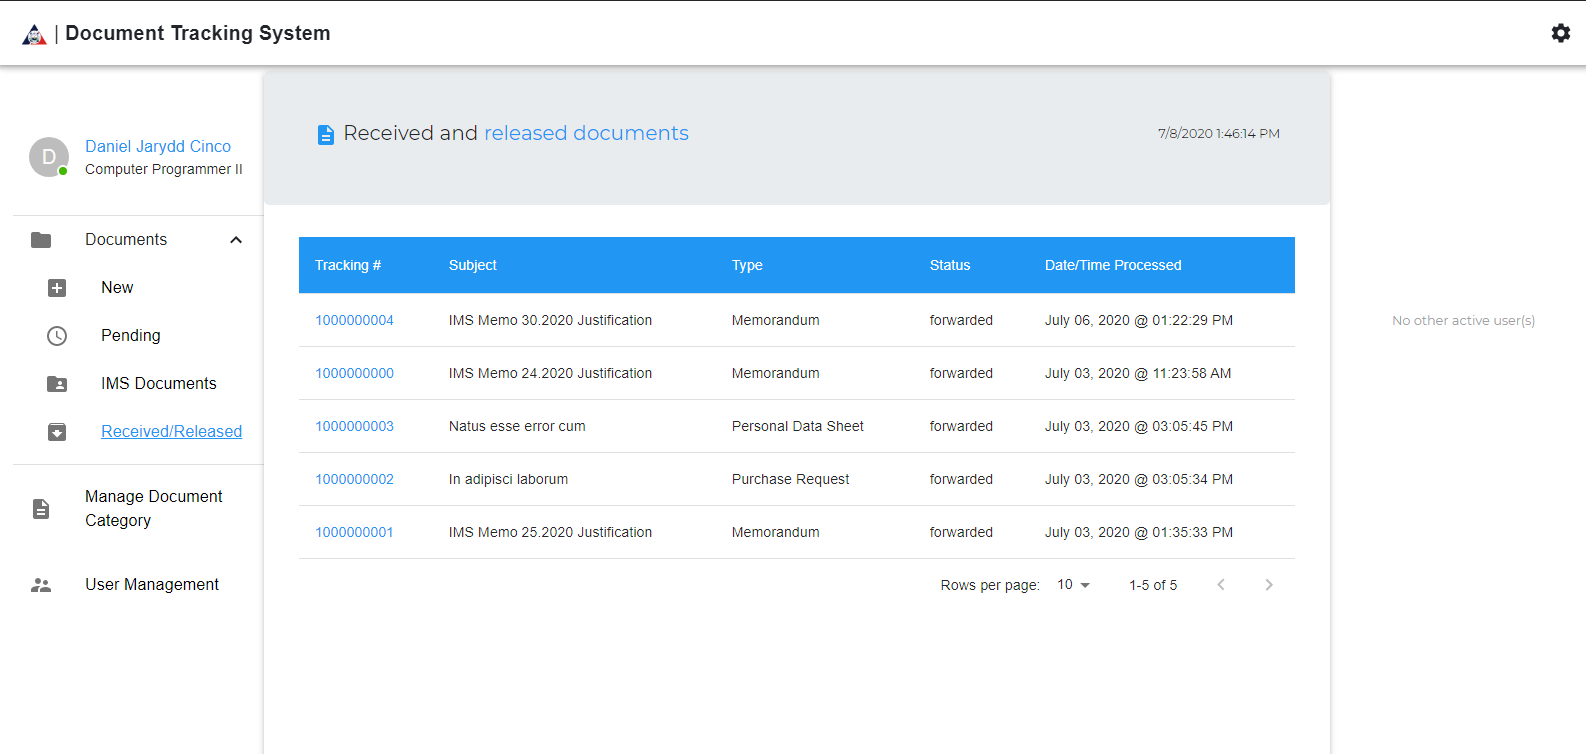 | Document Tracking System
D
Daniel Jarydd Cinco
Computer Programmer II
Documents
New
Pending
IMS Documents
Received/Released
Manage Document
Category
User Management
Received and released documents
7/8/2020 1:46:14 PM
Tracking # Subject Type Status Date/Time Processed
1000000004 IMS Memo 30.2020 Justification Memorandum forwarded July 06, 2020 @ 01:22:29 PM
1000000000 IMS Memo 24.2020 Justification Memorandum forwarded July 03, 2020 @ 11:23:58 AM
1000000003 Natus esse error cum Personal Data Sheet forwarded July 03, 2020 @ 03:05:45 PM
1000000002 In adipisci laborum Purchase Request forwarded July 03, 2020 @ 03:05:34 PM
1000000001 IMS Memo 25.2020 Justification Memorandum forwarded July 03, 2020 @ 01:35:33 PM
Rows per page: 10 1-5 of 5
No other active user(s)